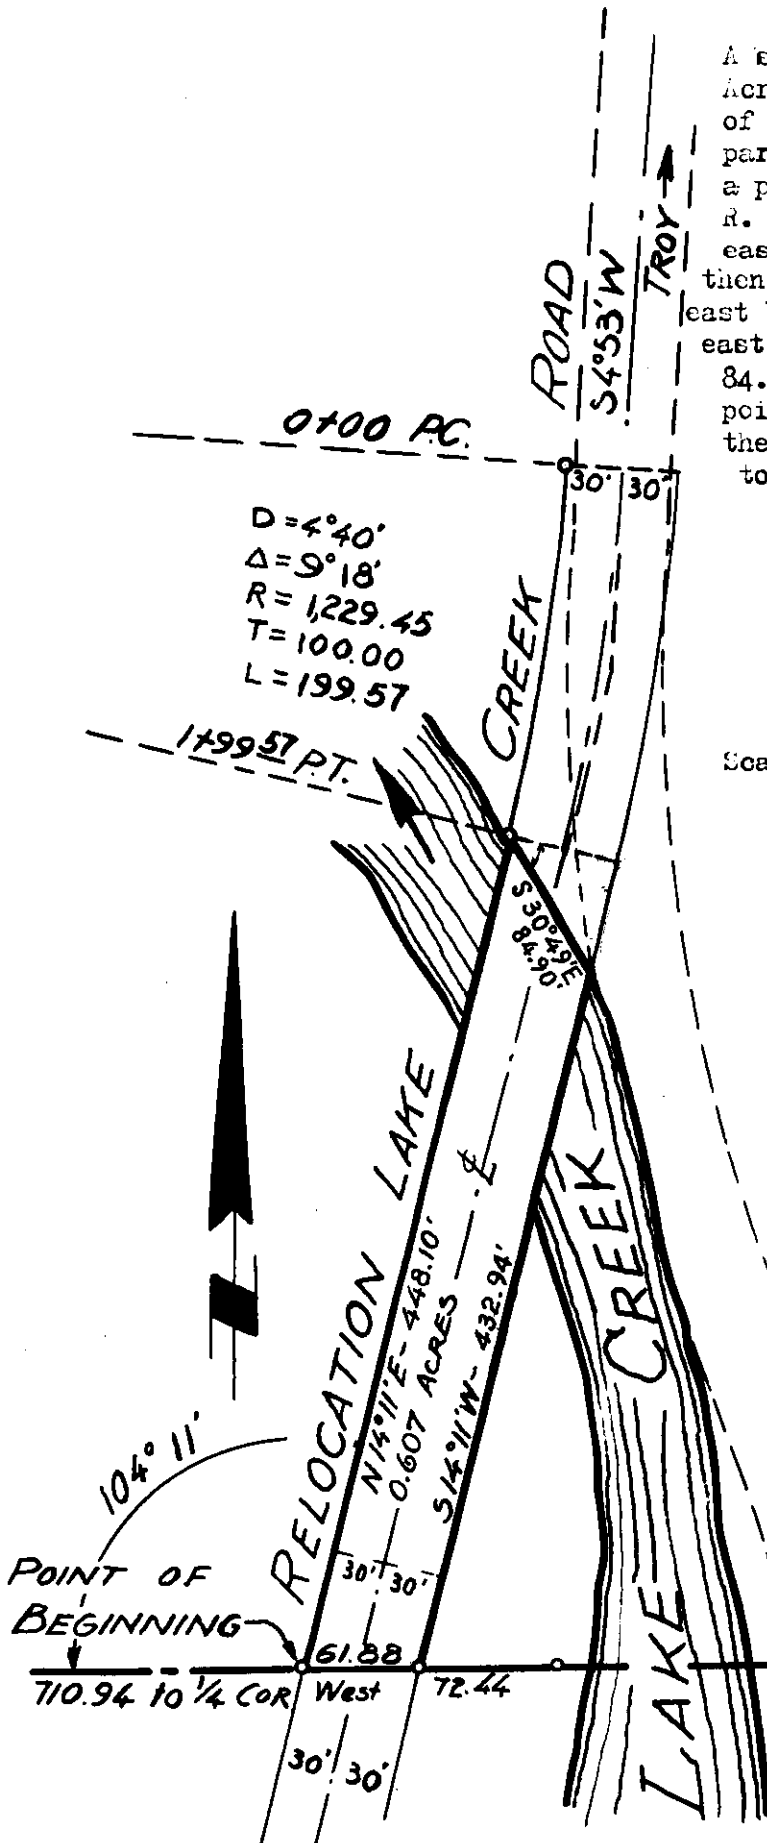 A
Acr
of
par
a p
R.
eas
then
east
east
84.
poi
the
to
TROY
ROAD
S4°53'W
0+00 P.C.
30' 30'
D = 4°40'
Δ = 9°18'
R = 1,229.45
T = 100.00
L = 199.57
CREEK
1+99 57 P.T.
Sca
S 30°49'E
84.90'
RELOCATION LAKE
℄
N 14°11'E - 448.10'
0.607 ACRES
S 14°11'W - 432.94'
LAKE CREEK
104° 11'
30' 30'
POINT OF
BEGINNING
61.88
710.94 to 1/4 COR West 72.44
30' 30'